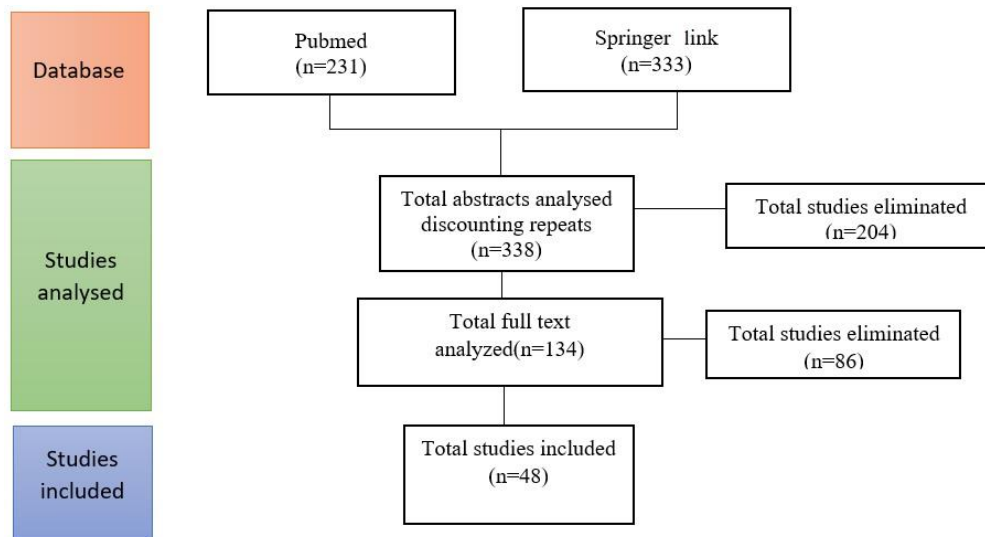 Database
Pubmed
(n=231)
Springer link
(n=333)
Studies
analysed
Total abstracts analysed
discounting repeats
(n=338)
Total studies eliminated
(n=204)
Total full text
analyzed(n=134)
Total studies eliminated
(n=86)
Studies
included
Total studies included
(n=48)